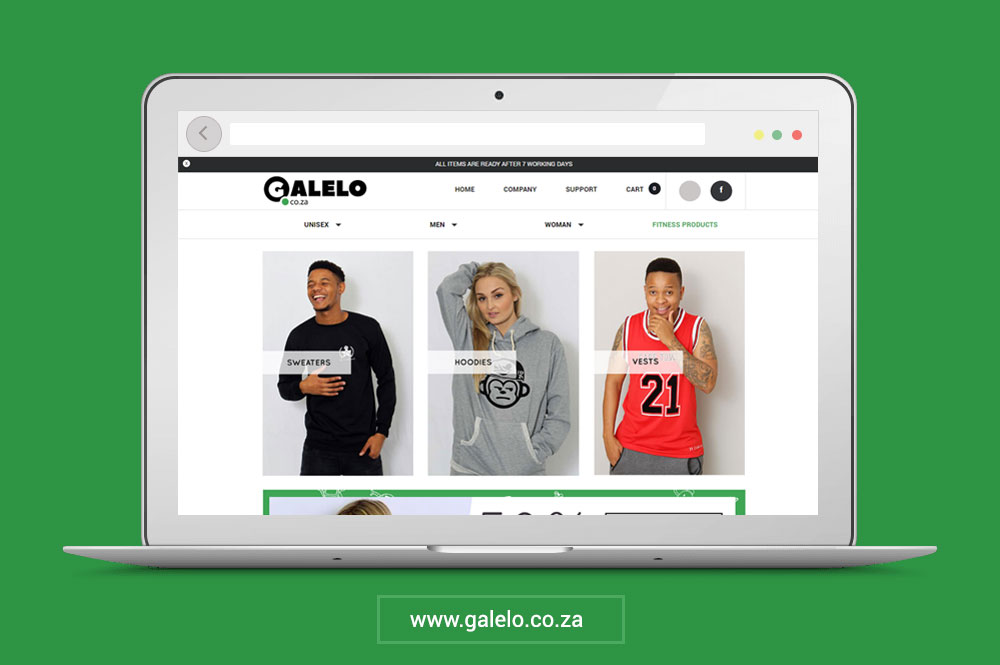 ALL ITEMS ARE READY AFTER 7 WORKING DAYS
GALELO
co.za
HOME COMPANY SUPPORT CART 0 f
UNISEX MEN WOMAN FITNESS PRODUCTS
SWEATERS HOODIES VESTS
21
www.galelo.co.za